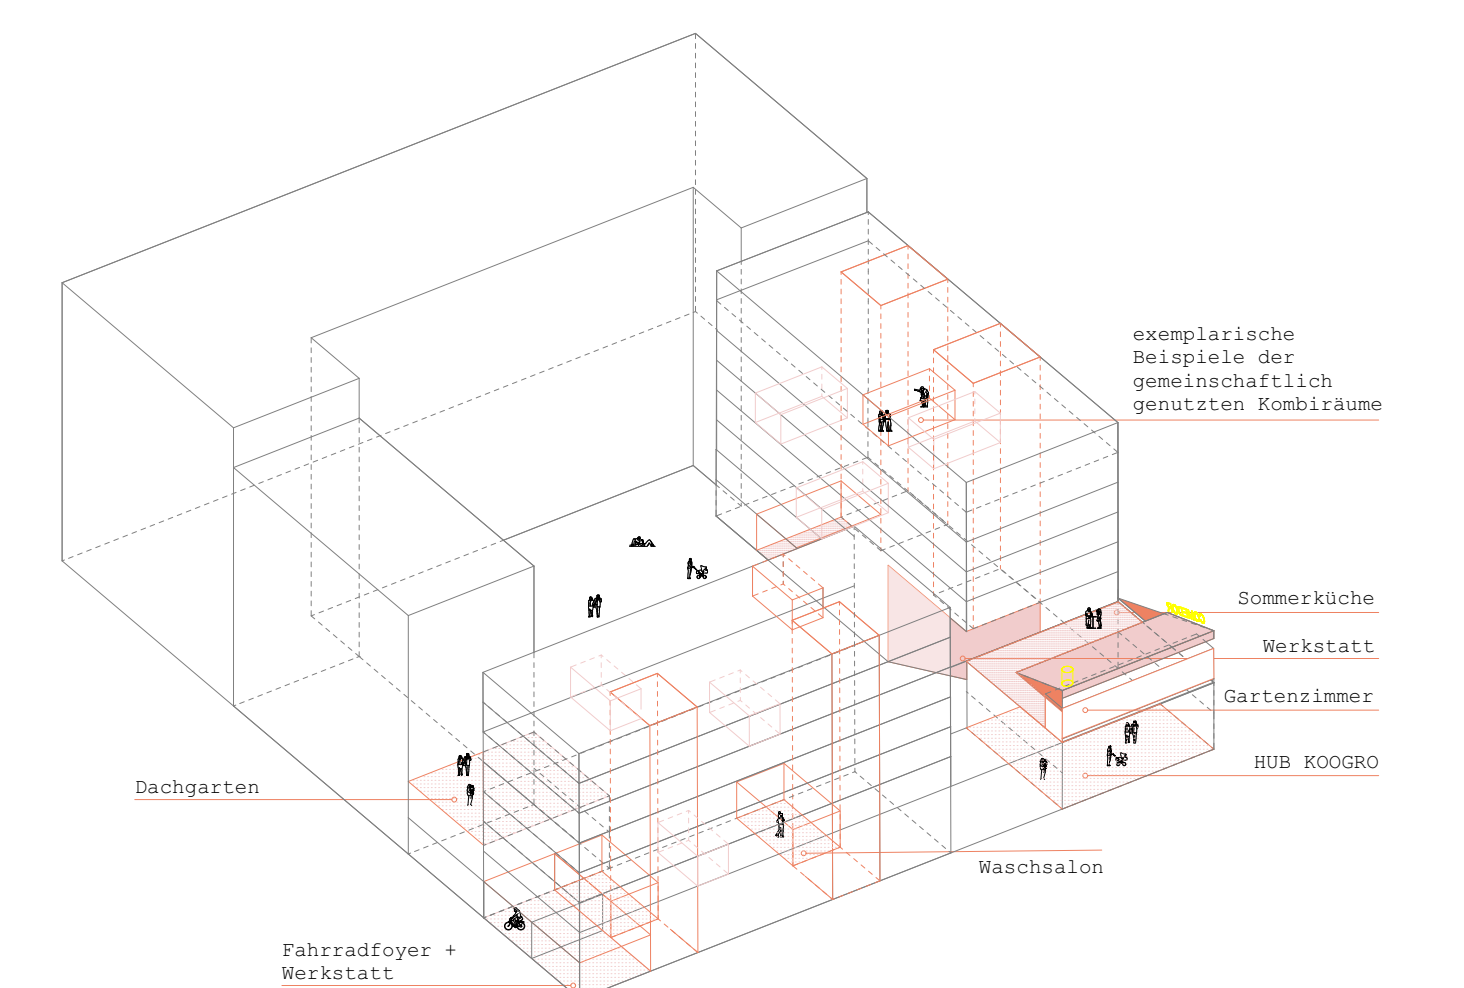 exemplarische
Beispiele der
gemeinschaftlich
genutzten Kombiräume
Sommerküche
Werkstatt
Gartenzimmer
HUB KOOGRO
Dachgarten
Waschsalon
Fahrradfoyer +
Werkstatt